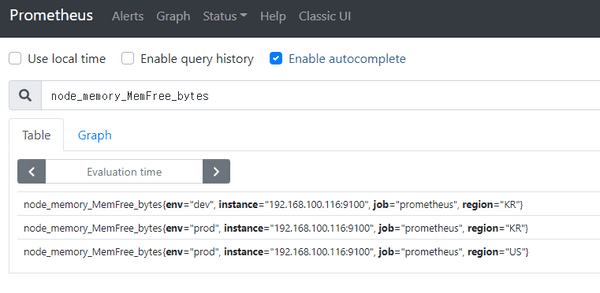 Prometheus Alerts Graph Status Help Classic UI
Use local time Enable query history Enable autocomplete
node_memory_MemFree_bytes
Table Graph
Evaluation time
node_memory_MemFree_bytes{env="dev", instance="192.168.100.116:9100", job="prometheus", region="KR"}
node_memory_MemFree_bytes{env="prod", instance="192.168.100.116:9100", job="prometheus", region="KR"}
node_memory_MemFree_bytes{env="prod", instance="192.168.100.116:9100", job="prometheus", region="US"}